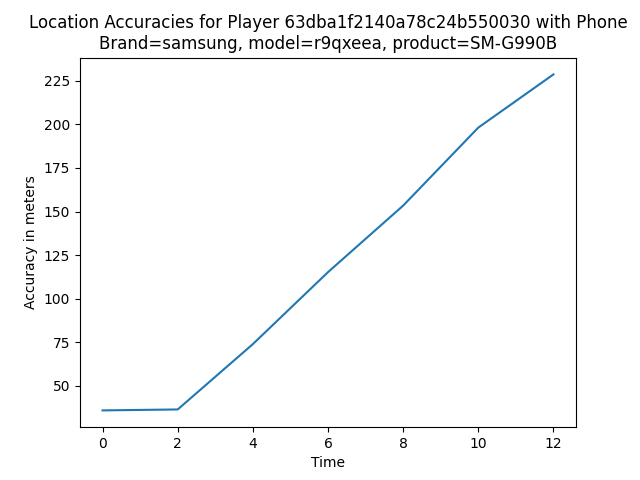 Location Accuracies for Player 63dba1f2140a78c24b550030 with Phone
Brand=samsung, model=r9qxeea, product=SM-G990B
225
200
175
150
125
100
75
50
Accuracy in meters
0 2 4 6 8 10 12
Time